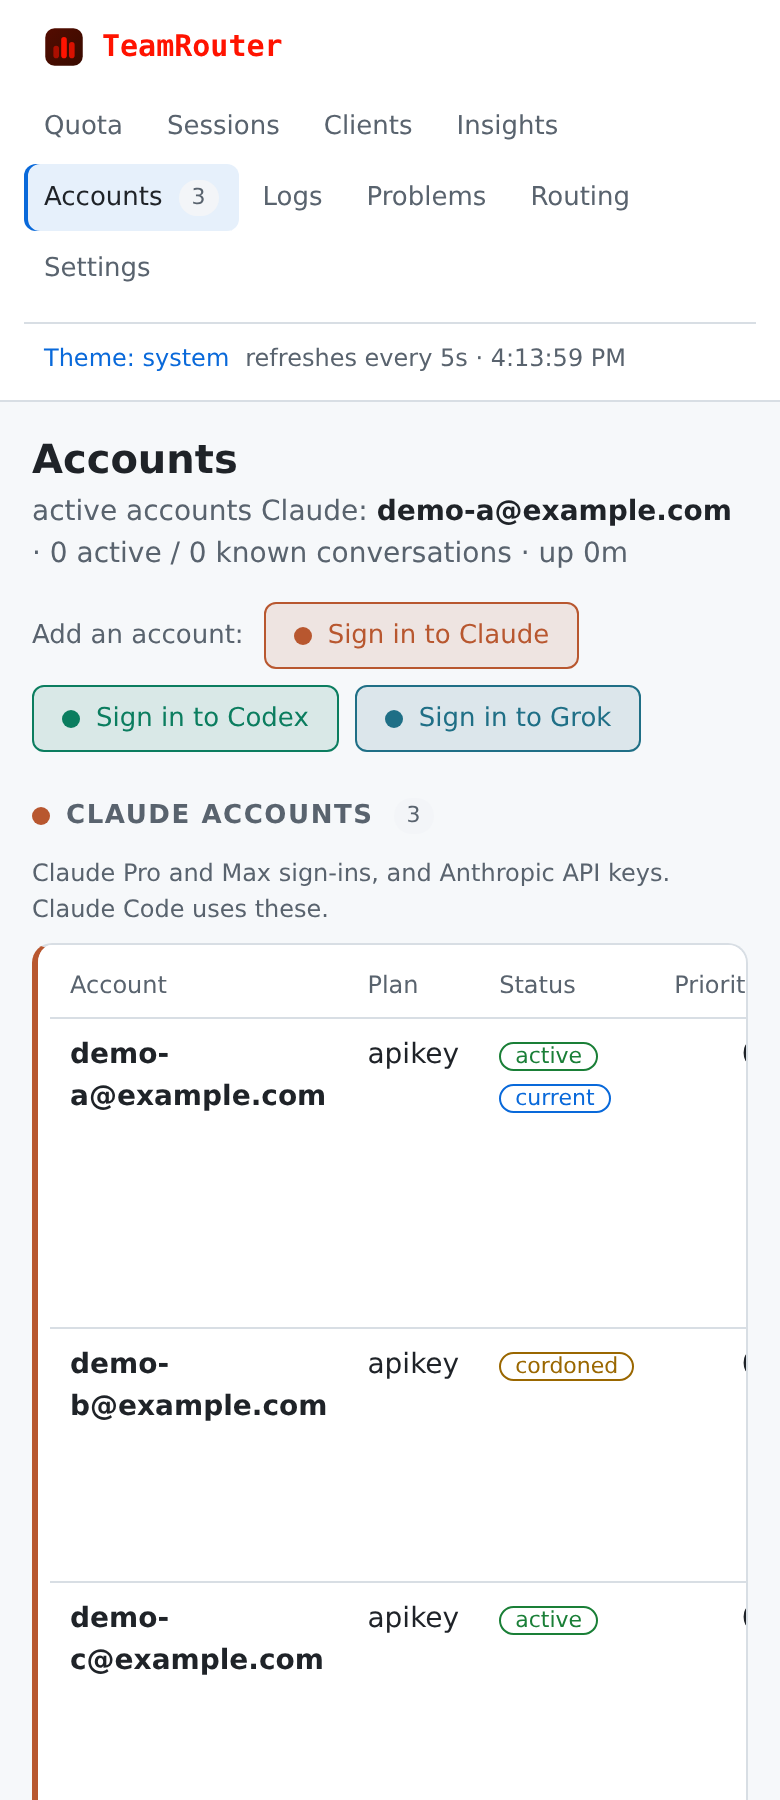 TeamRouter
Quota Sessions Clients Insights
Accounts 3 Logs Problems Routing
Settings
Theme: system refreshes every 5s · 4:13:59 PM
Accounts
active accounts Claude: demo-a@example.com
· 0 active / 0 known conversations · up 0m
Add an account: Sign in to Claude
Sign in to Codex Sign in to Grok
CLAUDE ACCOUNTS 3
Claude Pro and Max sign-ins, and Anthropic API keys.
Claude Code uses these.
Account Plan Status Priorit
demo- apikey active
a@example.com current
demo- apikey cordoned
b@example.com
demo- apikey active
c@example.com